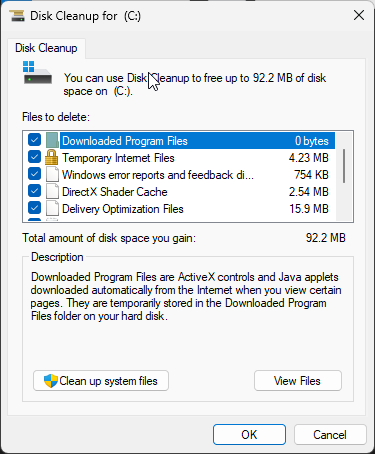 Disk Cleanup for (C:)
Disk Cleanup
You can use Disk Cleanup to free up to 92.2 MB of disk
space on (C:).
Files to delete:
Downloaded Program Files 0 bytes
Temporary Internet Files 4.23 MB
Windows error reports and feedback di... 754 KB
DirectX Shader Cache 2.54 MB
Delivery Optimization Files 15.9 MB
Total amount of disk space you gain: 92.2 MB
Description
Downloaded Program Files are ActiveX controls and Java applets
downloaded automatically from the Internet when you view certain
pages. They are temporarily stored in the Downloaded Program
Files folder on your hard disk.
Clean up system files View Files
OK Cancel